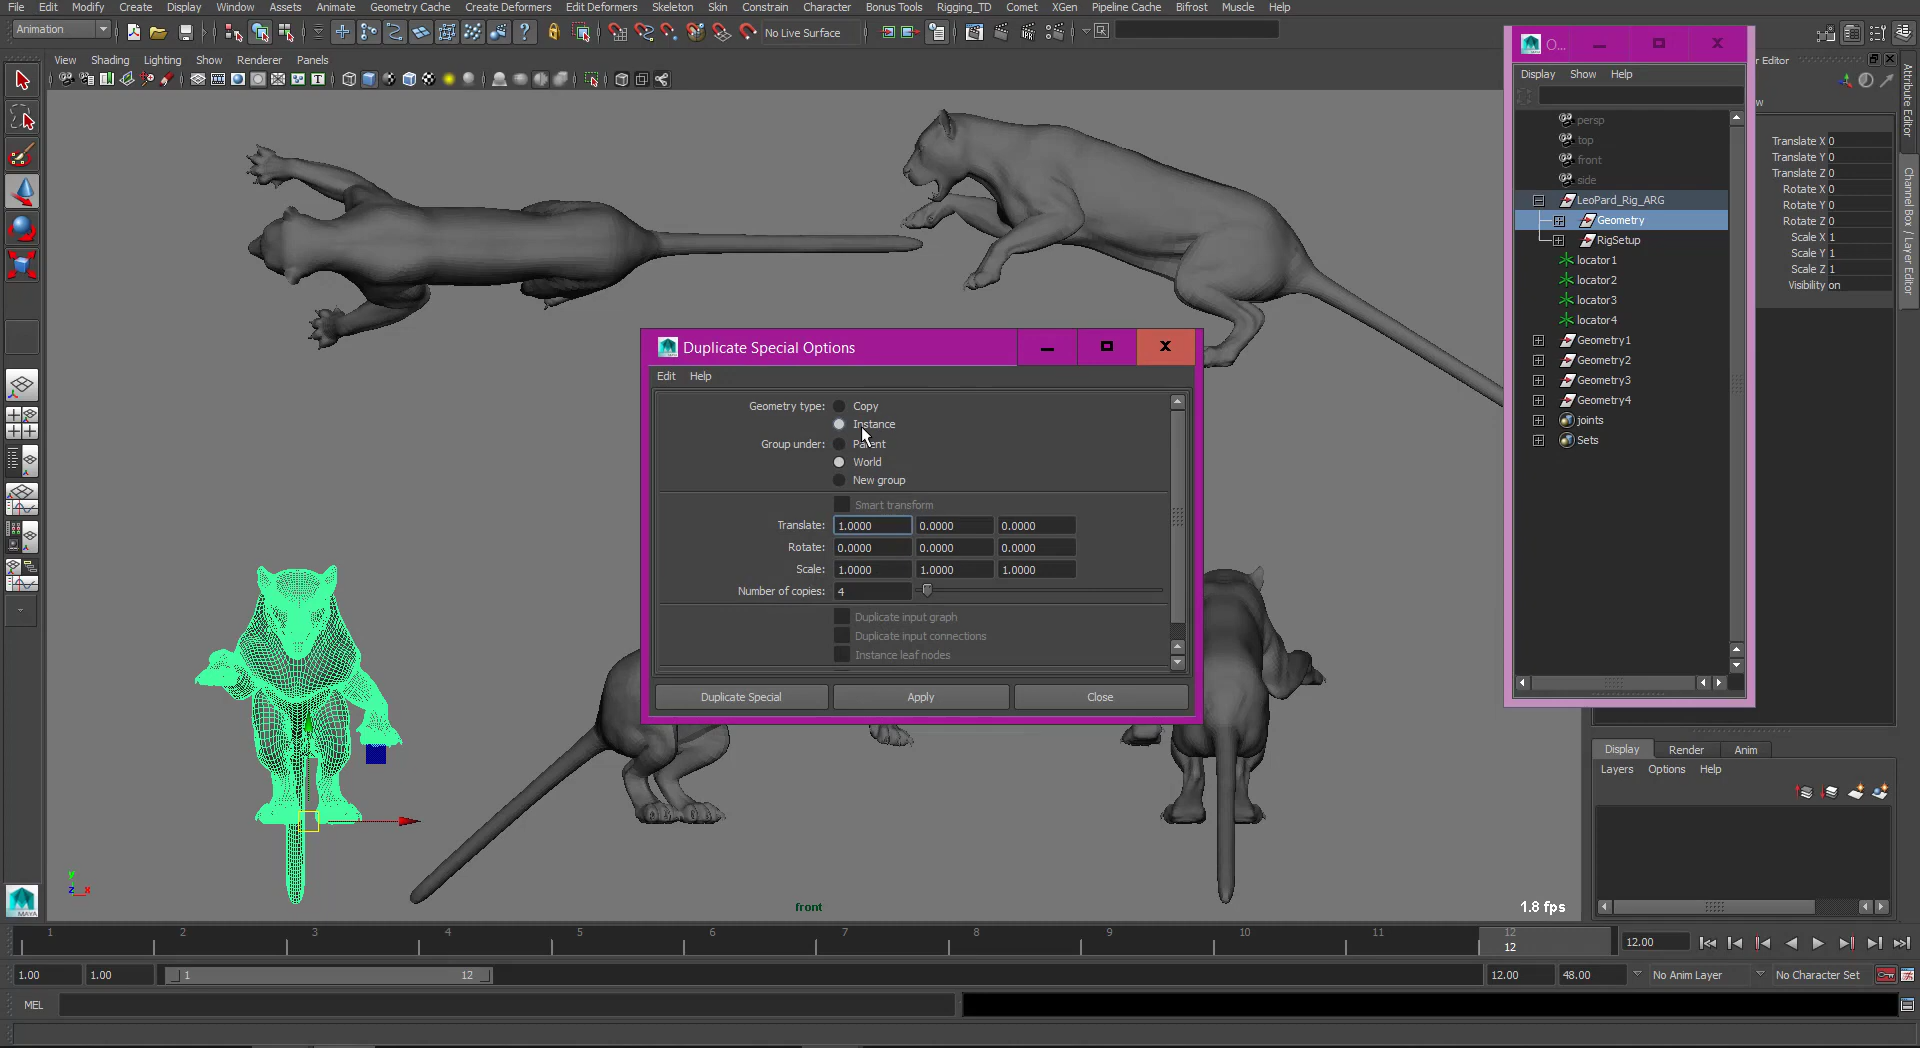 File Edit Modify Create Display Window Assets Animate Geometry Cache Create Deformers Edit Deformers Skeleton Skin Constrain Character Bonus Tools Rigging_TD Comet XGen Pipeline Cache Bifrost Muscle Help
Animation
No Live Surface
View Shading Lighting Show Renderer Panels
O...
Display Show Help
persp
top
front
side
LeoPard_Rig_ARG
Geometry
RigSetup
locator1
locator2
locator3
locator4
Geometry1
Geometry2
Geometry3
Geometry4
joints
Sets
Editor
Translate X 0
Translate Y 0
Translate Z 0
Rotate X 0
Rotate Y 0
Rotate Z 0
Scale X 1
Scale Y 1
Scale Z 1
Visibility on
Attribute Editor
Channel Box / Layer Editor
Duplicate Special Options
Edit Help
Geometry type: Copy
Instance
Group under: Parent
World
New group
Smart transform
Translate: 1.0000 0.0000 0.0000
Rotate: 0.0000 0.0000 0.0000
Scale: 1.0000 1.0000 1.0000
Number of copies: 4
Duplicate input graph
Duplicate input connections
Instance leaf nodes
Duplicate Special Apply Close
Display Render Anim
Layers Options Help
y
z x
front
1.8 fps
MAYA
1 2 3 4 5 6 7 8 9 10 11 12
12
12.00
1.00 1.00 1 12 12.00 48.00 No Anim Layer No Character Set
MEL